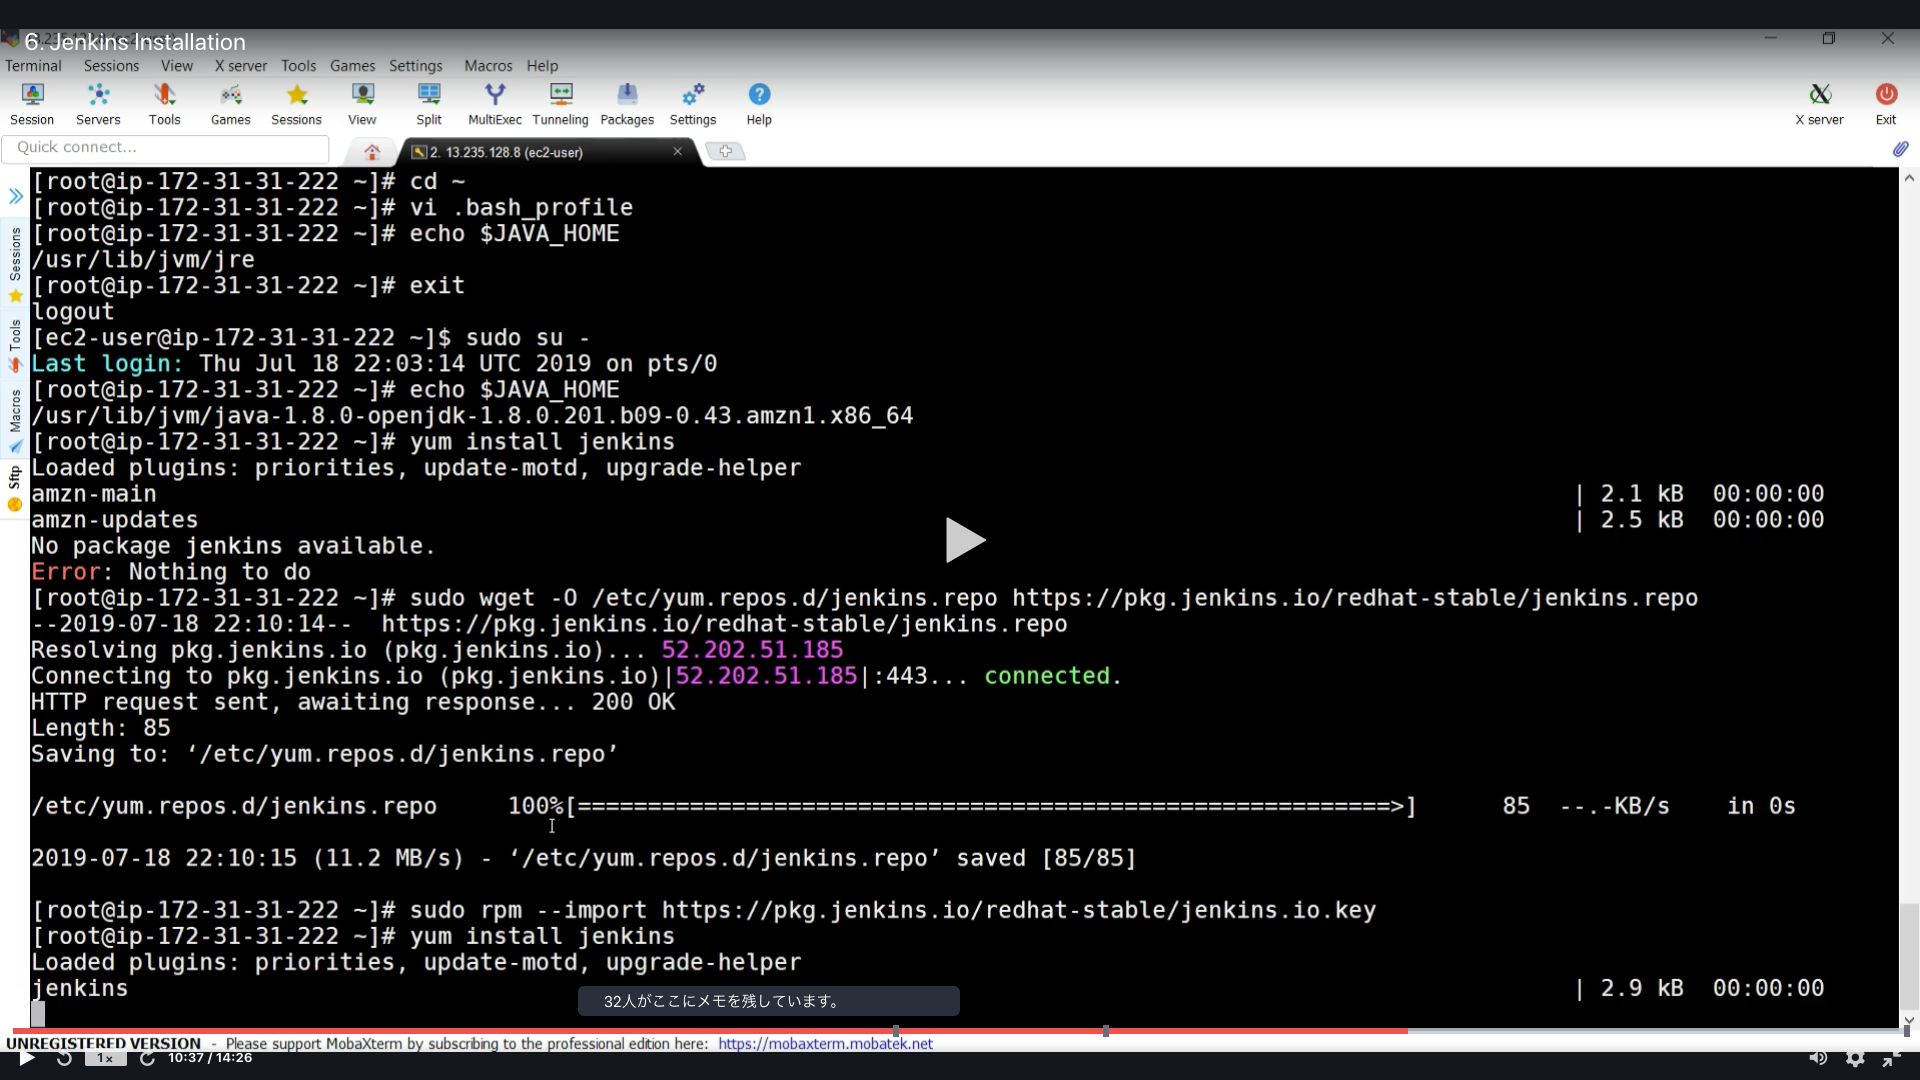 6. Jenkins Installation
Terminal Sessions View X server Tools Games Settings Macros Help
Session Servers Tools Games Sessions View Split MultiExec Tunneling Packages Settings Help X server Exit
Quick connect...
2. 13.235.128.8 (ec2-user)
Sessions
Tools
Macros
Sftp
[root@ip-172-31-31-222 ~]# cd ~
[root@ip-172-31-31-222 ~]# vi .bash_profile
[root@ip-172-31-31-222 ~]# echo $JAVA_HOME
/usr/lib/jvm/jre
[root@ip-172-31-31-222 ~]# exit
logout
[ec2-user@ip-172-31-31-222 ~]$ sudo su -
Last login: Thu Jul 18 22:03:14 UTC 2019 on pts/0
[root@ip-172-31-31-222 ~]# echo $JAVA_HOME
/usr/lib/jvm/java-1.8.0-openjdk-1.8.0.201.b09-0.43.amzn1.x86_64
[root@ip-172-31-31-222 ~]# yum install jenkins
Loaded plugins: priorities, update-motd, upgrade-helper
amzn-main | 2.1 kB 00:00:00
amzn-updates | 2.5 kB 00:00:00
No package jenkins available.
Error: Nothing to do
[root@ip-172-31-31-222 ~]# sudo wget -O /etc/yum.repos.d/jenkins.repo https://pkg.jenkins.io/redhat-stable/jenkins.repo
--2019-07-18 22:10:14-- https://pkg.jenkins.io/redhat-stable/jenkins.repo
Resolving pkg.jenkins.io (pkg.jenkins.io)... 52.202.51.185
Connecting to pkg.jenkins.io (pkg.jenkins.io)|52.202.51.185|:443... connected.
HTTP request sent, awaiting response... 200 OK
Length: 85
Saving to: ‘/etc/yum.repos.d/jenkins.repo’
/etc/yum.repos.d/jenkins.repo 100%[==========================================================>] 85 --.-KB/s in 0s
2019-07-18 22:10:15 (11.2 MB/s) - ‘/etc/yum.repos.d/jenkins.repo’ saved [85/85]
[root@ip-172-31-31-222 ~]# sudo rpm --import https://pkg.jenkins.io/redhat-stable/jenkins.io.key
[root@ip-172-31-31-222 ~]# yum install jenkins
Loaded plugins: priorities, update-motd, upgrade-helper
jenkins | 2.9 kB 00:00:00
32人がここにメモを残しています。
UNREGISTERED VERSION - Please support MobaXterm by subscribing to the professional edition here: https://mobaxterm.mobatek.net
1x 10:37 / 14:26